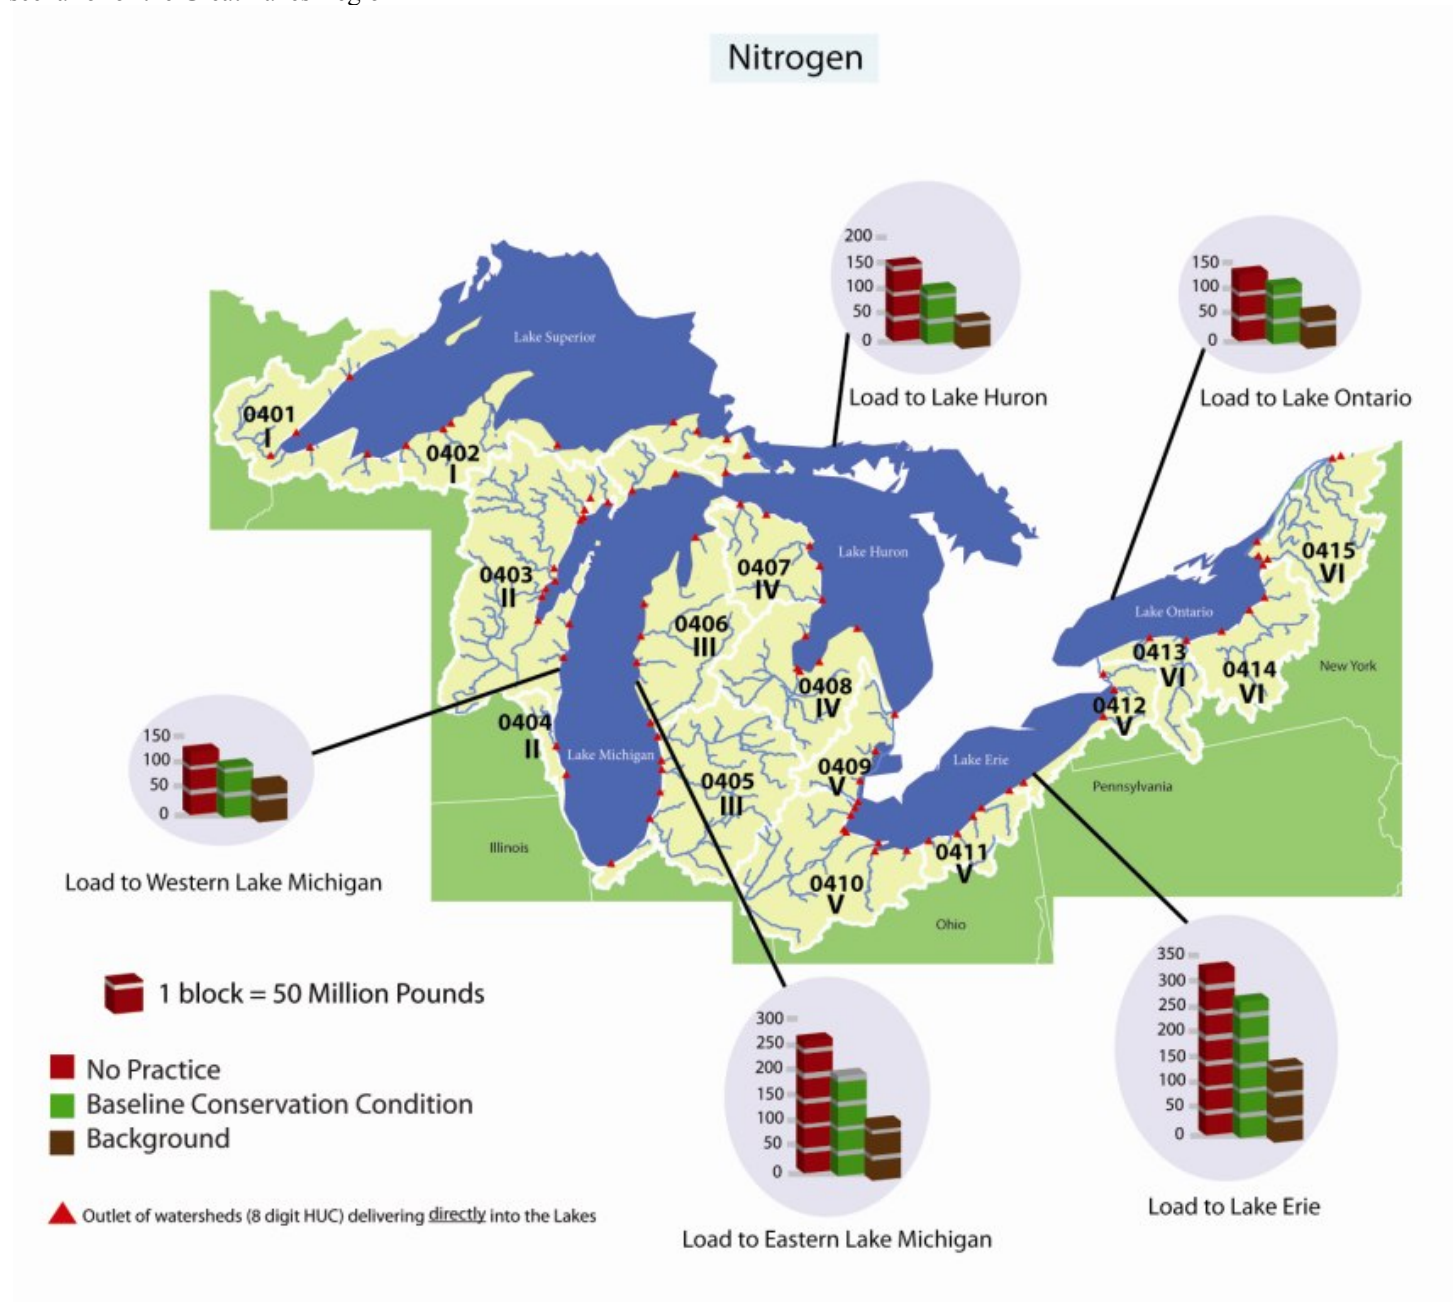 Nitrogen
200
150
100
50
0
Load to Lake Huron
150
100
50
0
Load to Lake Ontario
Lake Superior
0401
I
0402
I
0403
II
0404
II
Lake Michigan
0406
III
0405
III
0407
IV
Lake Huron
0408
IV
0409
V
0410
V
0411
V
Lake Erie
0412
V
Lake Ontario
0413
VI
0414
VI
0415
VI
New York
Pennsylvania
Ohio
Illinois
150
100
50
0
Load to Western Lake Michigan
300
250
200
150
100
50
0
Load to Eastern Lake Michigan
350
300
250
200
150
100
50
0
Load to Lake Erie
1 block = 50 Million Pounds
No Practice
Baseline Conservation Condition
Background
Outlet of watersheds (8 digit HUC) delivering directly into the Lakes